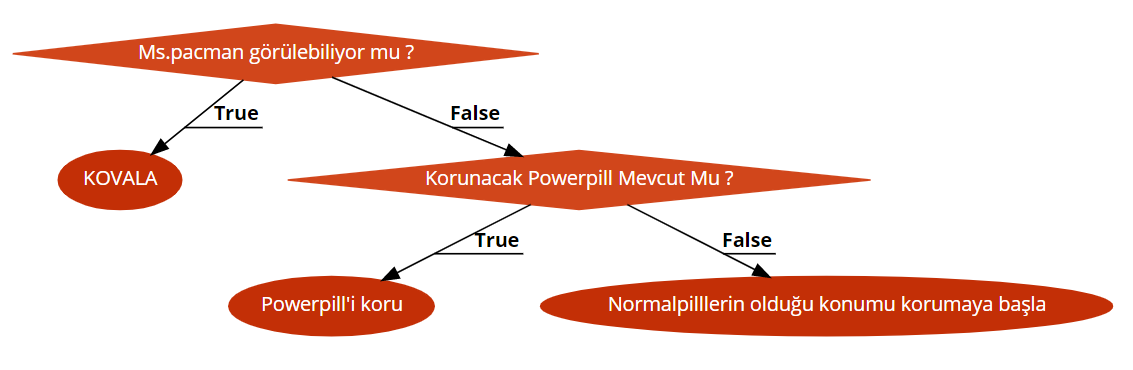 Ms.pacman görülebiliyor mu ?
True
False
KOVALA
Korunacak Powerpill Mevcut Mu ?
True
False
Powerpill'i koru
Normalpilllerin olduğu konumu korumaya başla